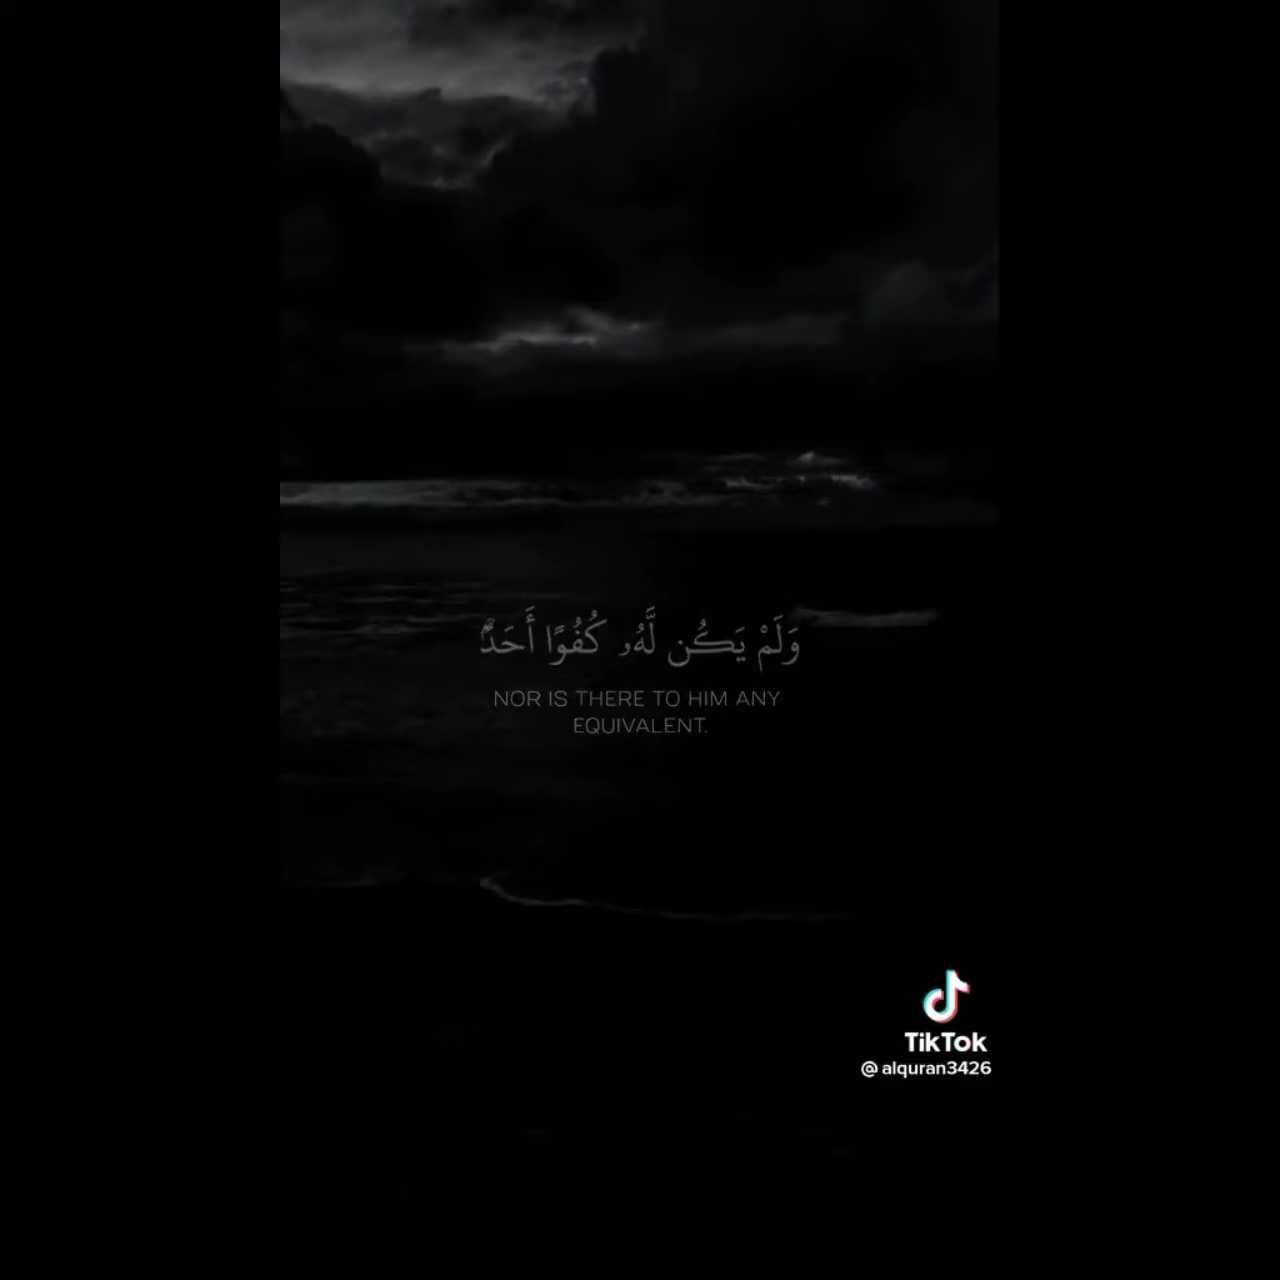 وَلَمْ يَكُن لَّهُۥ كُفُوًا أَحَدٌۢ
NOR IS THERE TO HIM ANY
EQUIVALENT.
TikTok
@ alquran3426